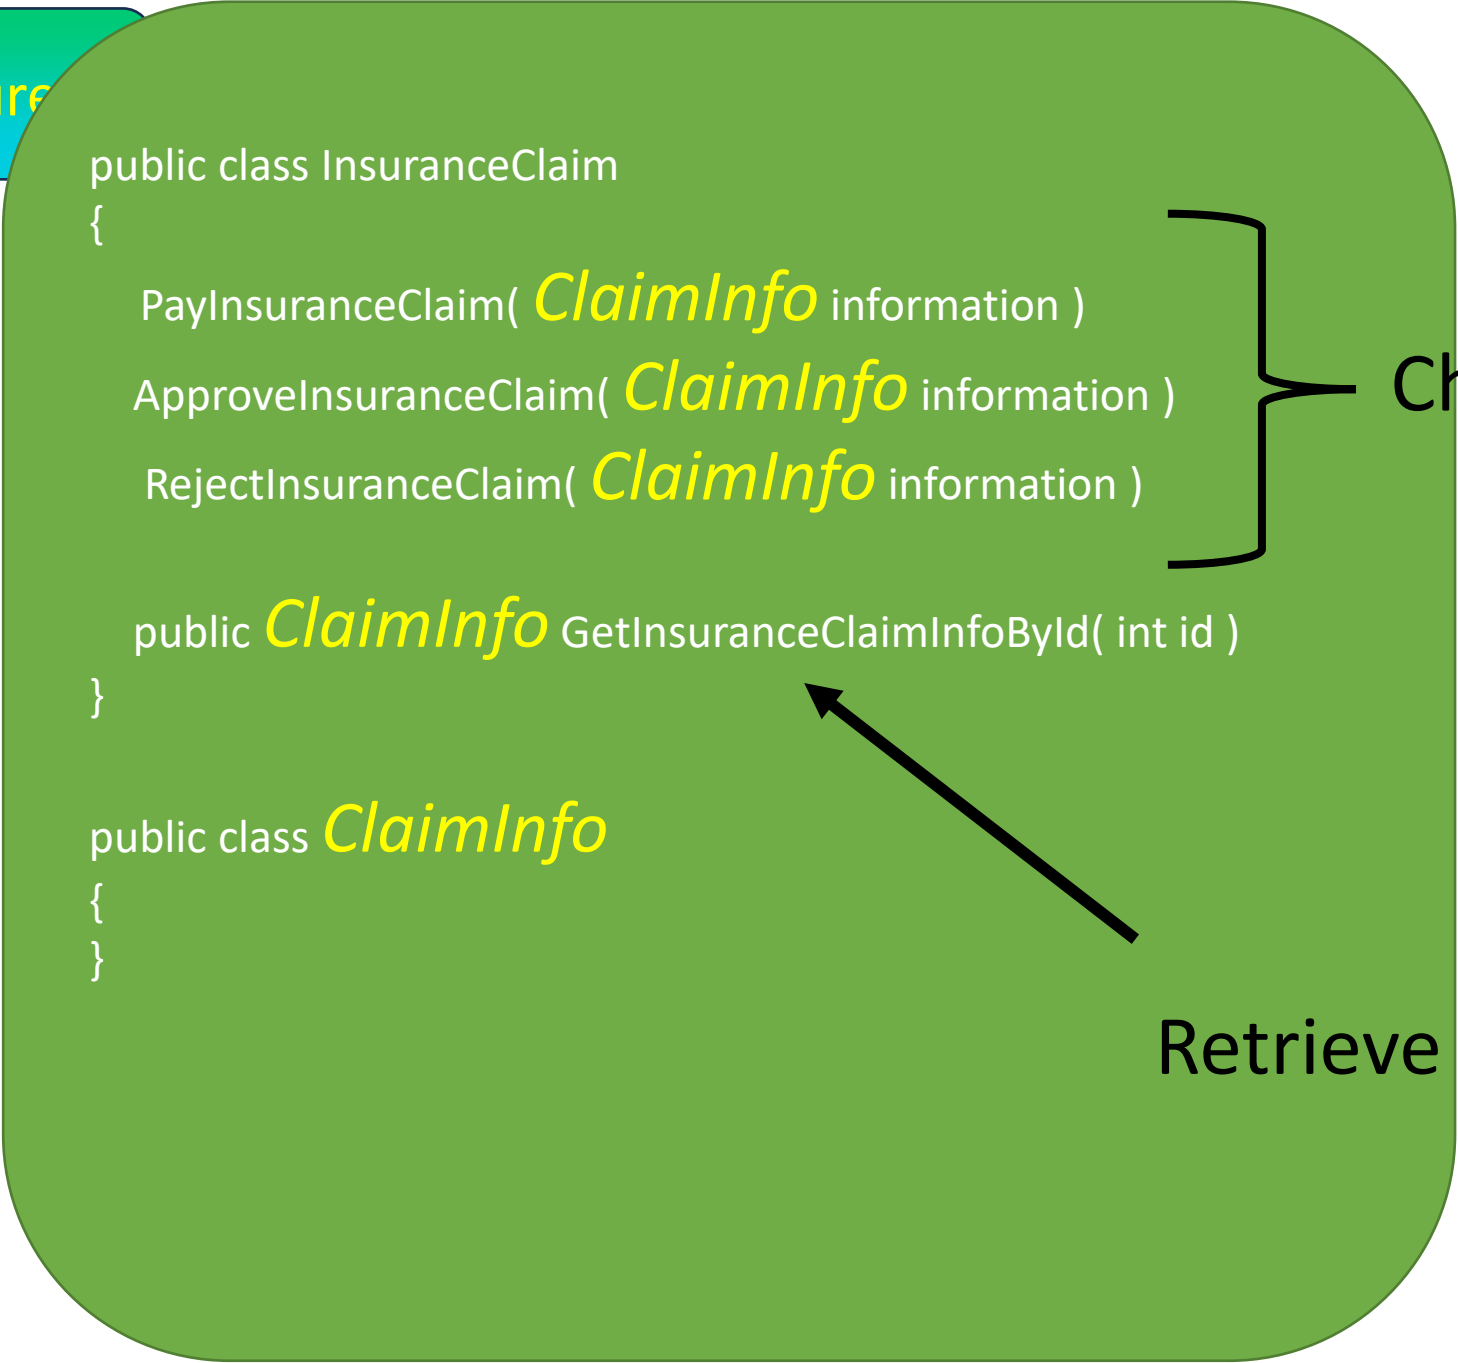 public class InsuranceClaim
{
PayInsuranceClaim( ClaimInfo information )
ApproveInsuranceClaim( ClaimInfo information )
RejectInsuranceClaim( ClaimInfo information )
public ClaimInfo GetInsuranceClaimInfoById( int id )
}
public class ClaimInfo
{
}
Retrieve